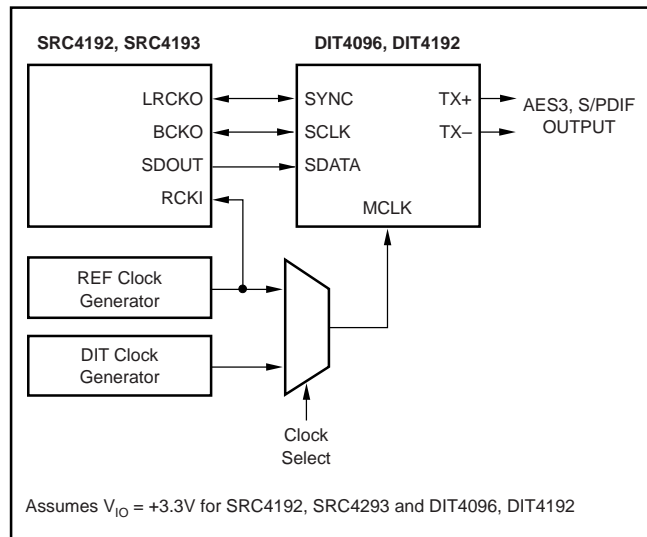 SRC4192, SRC4193
DIT4096, DIT4192
LRCKO
SYNC
TX+
AES3, S/PDIF
OUTPUT
BCKO
SCLK
TX–
SDOUT
SDATA
RCKI
MCLK
REF Clock
Generator
DIT Clock
Generator
Clock
Select
Assumes VIO = +3.3V for SRC4192, SRC4293 and DIT4096, DIT4192